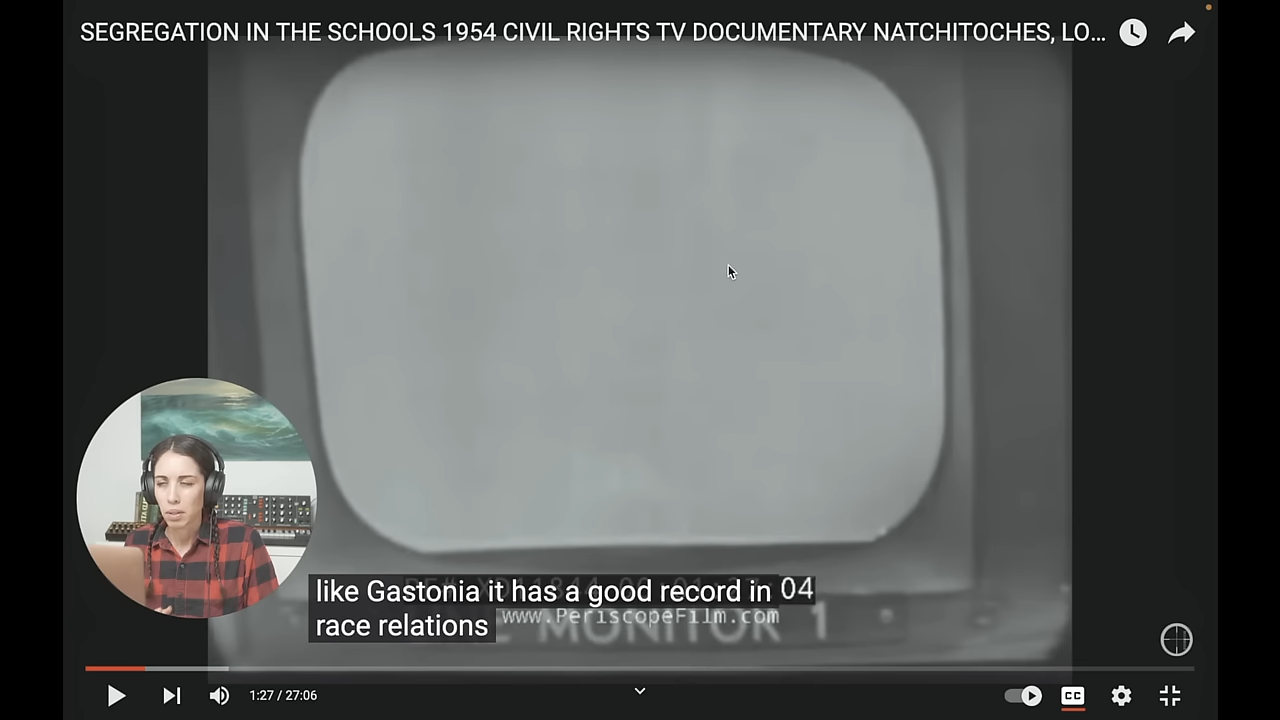 SEGREGATION IN THE SCHOOLS 1954 CIVIL RIGHTS TV DOCUMENTARY NATCHITOCHES, LO...
like Gastonia it has a good record in 04
race relations
www.PeriscopeFilm.com
MONITOR 1
1:27 / 27:06
CC